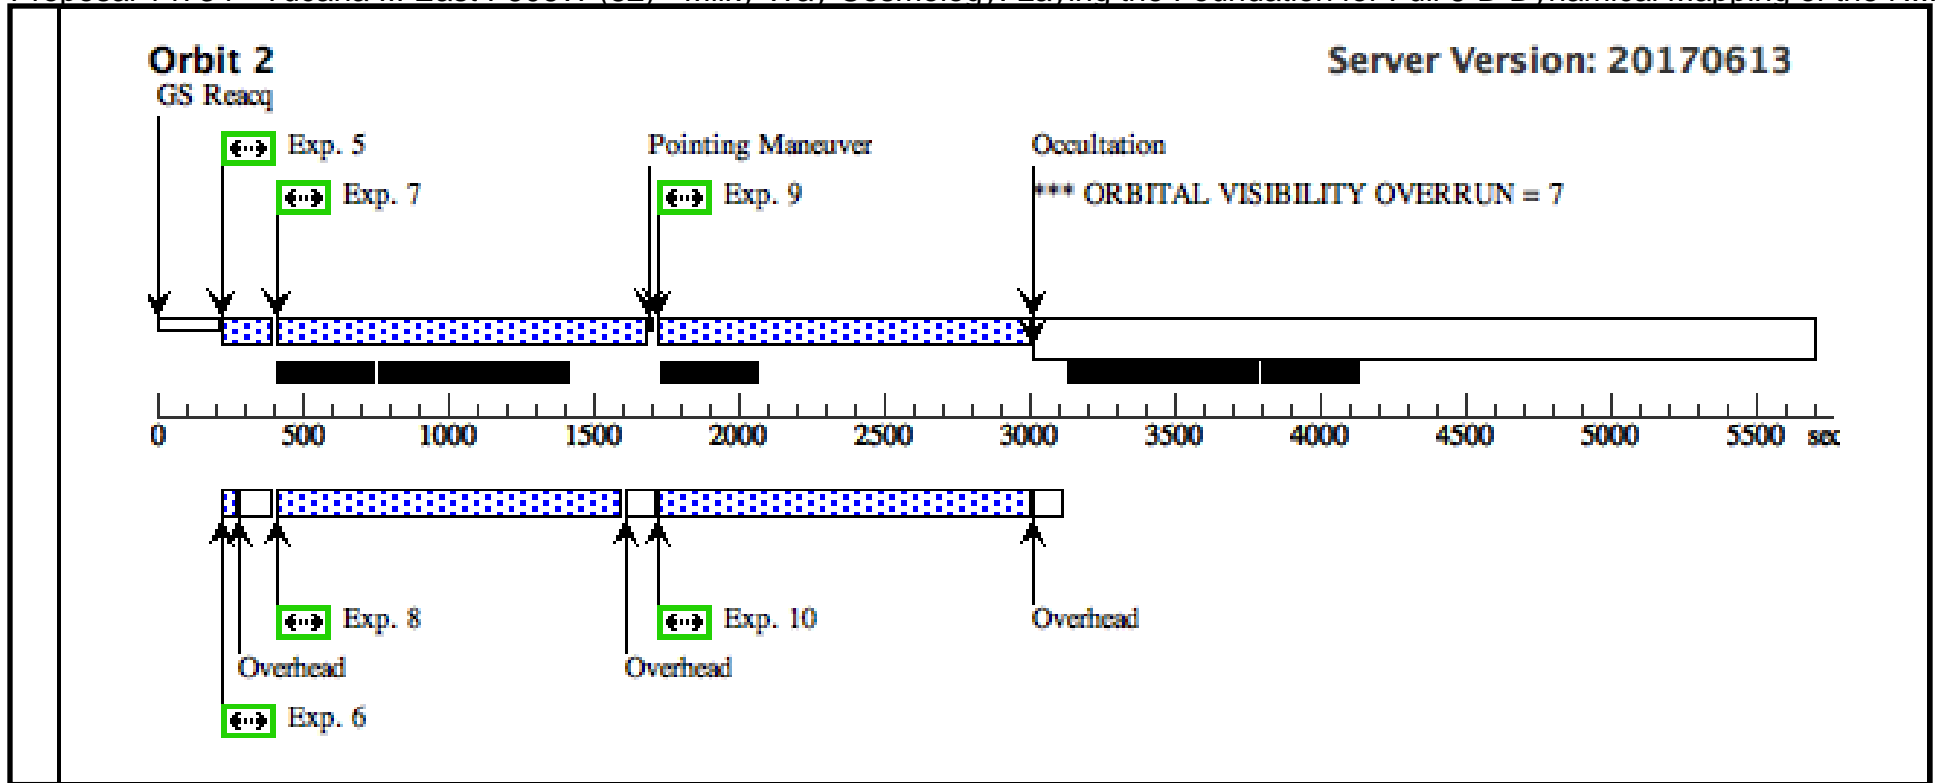 Orbit 2
Server Version: 20170613
GS Reacq
Exp. 5
Pointing Maneuver
Occultation
Exp. 7
Exp. 9
*** ORBITAL VISIBILITY OVERRUN = 7
0 500 1000 1500 2000 2500 3000 3500 4000 4500 5000 5500 sec
Exp. 8
Exp. 10
Overhead
Overhead
Overhead
Exp. 6